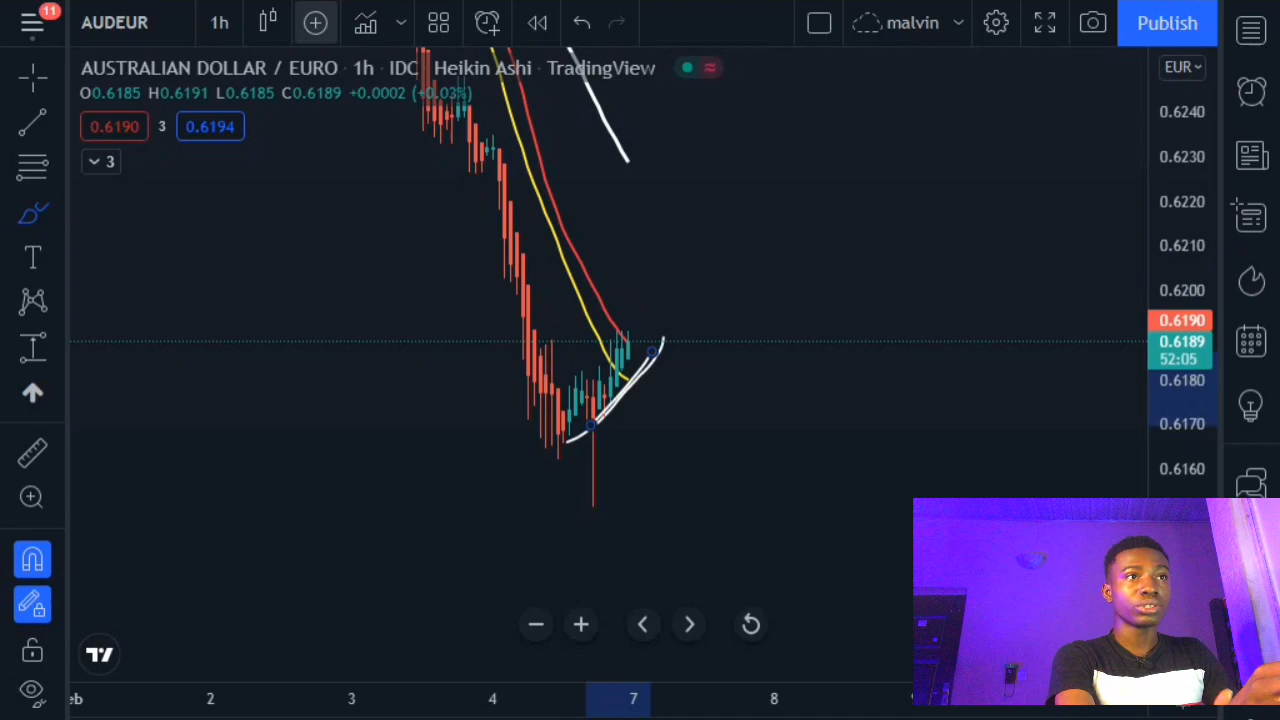 11
AUDEUR 1h malvin Publish
AUSTRALIAN DOLLAR / EURO · 1h · IDC Heikin Ashi · TradingView
O0.6185 H0.6191 L0.6185 C0.6189 +0.0002 (+0.03%)
0.6190 3 0.6194
3
EUR
0.6240
0.6230
0.6220
0.6210
0.6200
0.6190
0.6189
52:05
0.6180
0.6170
0.6160
eb 2 3 4 7 8